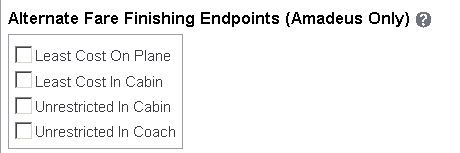 Alternate Fare Finishing Endpoints (Amadeus Only) ?
Least Cost On Plane
Least Cost In Cabin
Unrestricted In Cabin
Unrestricted In Coach